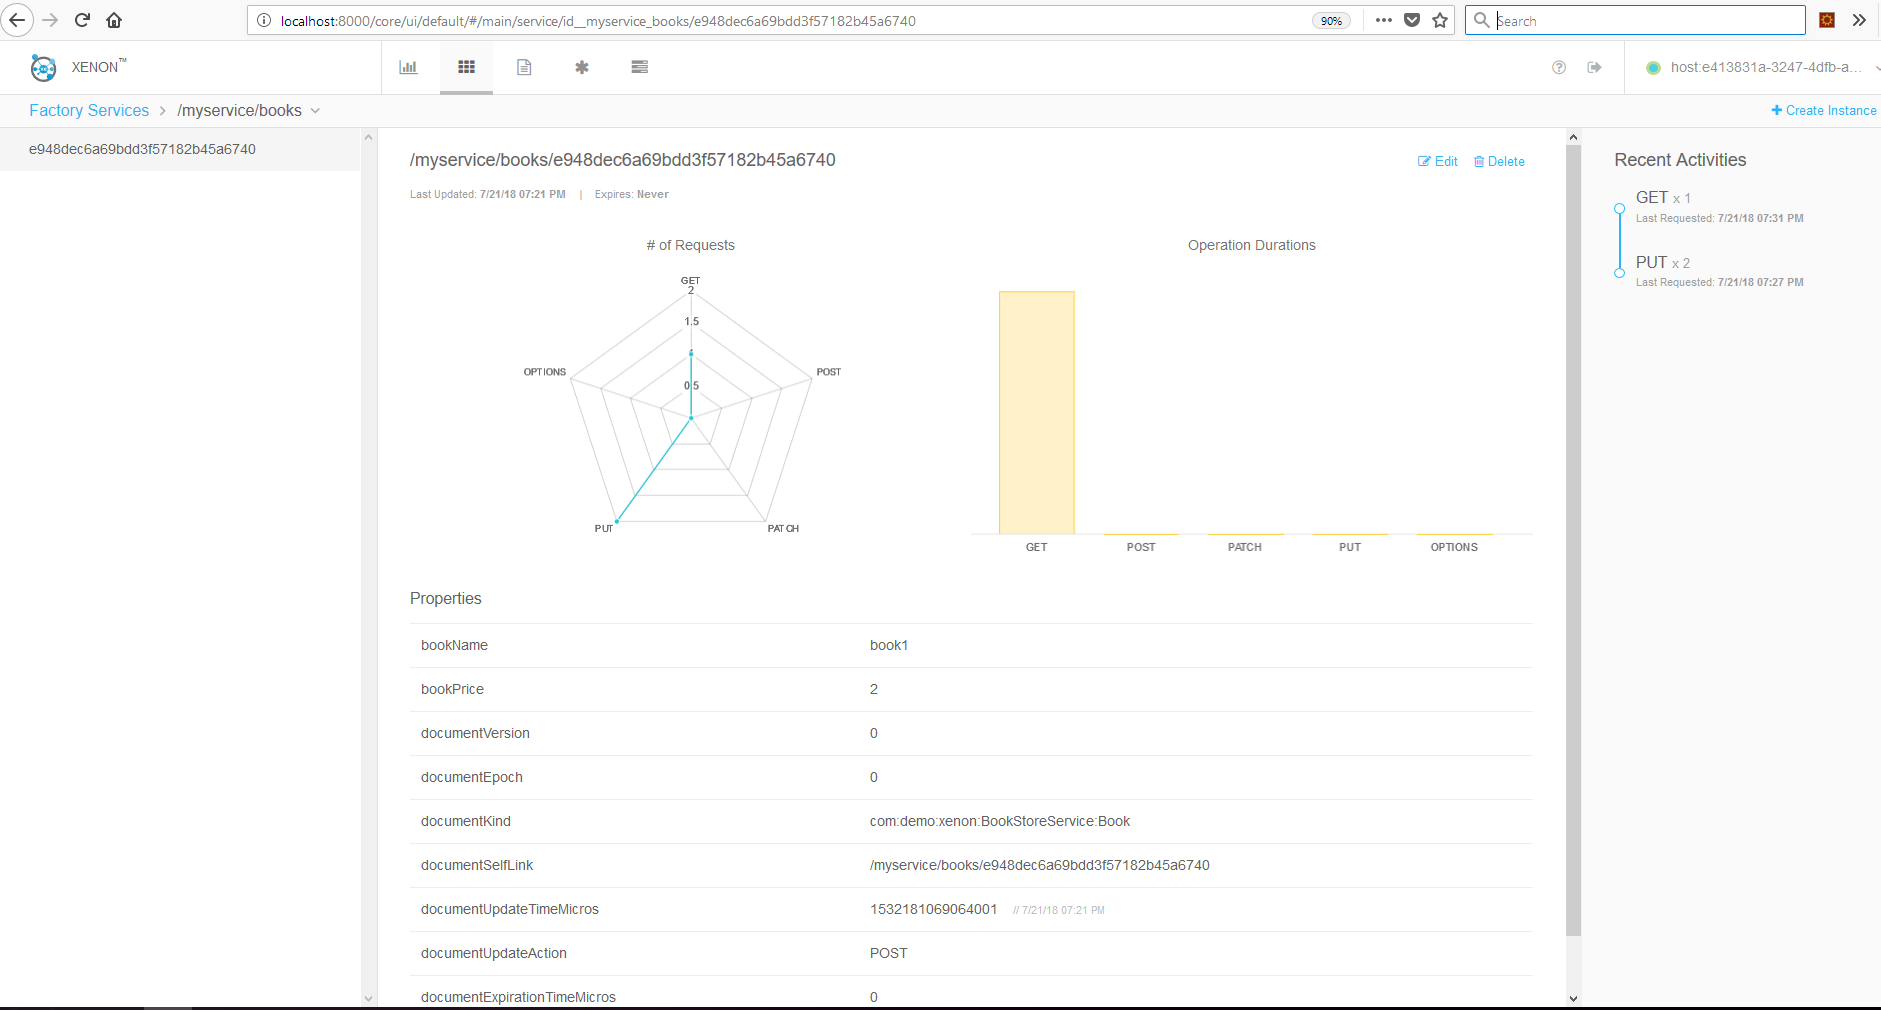 localhost:8000/core/ui/default/#/main/service/id__myservice_books/e948dec6a69bdd3f57182b45a6740
90%
Search
XENON™
host:e413831a-3247-4dfb-a...
Factory Services
/myservice/books
Create Instance
e948dec6a69bdd3f57182b45a6740
/myservice/books/e948dec6a69bdd3f57182b45a6740
Edit
Delete
Last Updated: 7/21/18 07:21 PM | Expires: Never
# of Requests
GET
2
1.5
1
0.5
OPTIONS
POST
PUT
PATCH
Operation Durations
GET
POST
PATCH
PUT
OPTIONS
Properties
bookName book1
bookPrice 2
documentVersion 0
documentEpoch 0
documentKind com:demo:xenon:BookStoreService:Book
documentSelfLink /myservice/books/e948dec6a69bdd3f57182b45a6740
documentUpdateTimeMicros 1532181069064001 // 7/21/18 07:21 PM
documentUpdateAction POST
documentExpirationTimeMicros 0
Recent Activities
GET x 1
Last Requested: 7/21/18 07:31 PM
PUT x 2
Last Requested: 7/21/18 07:27 PM